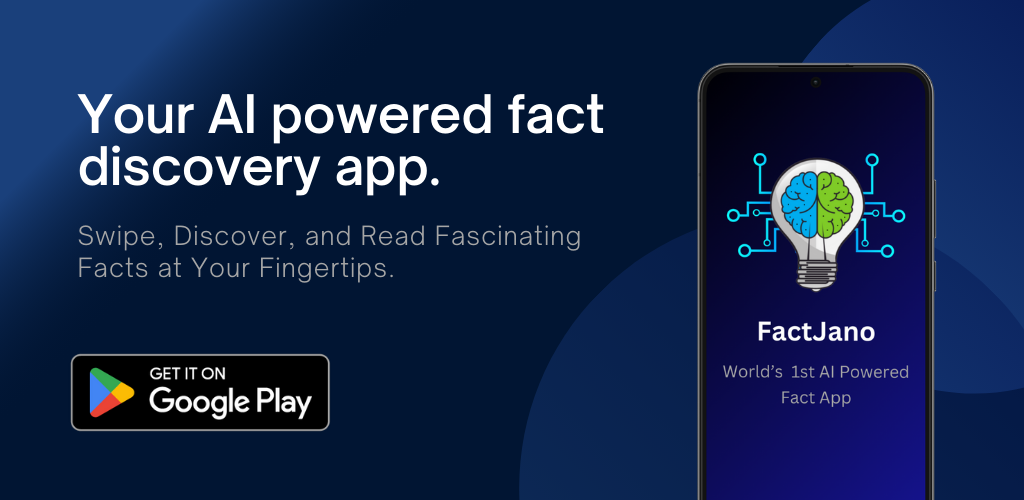 Your AI powered fact
discovery app.
Swipe, Discover, and Read Fascinating
Facts at Your Fingertips.
GET IT ON
Google Play
FactJano
World's 1st AI Powered
Fact App